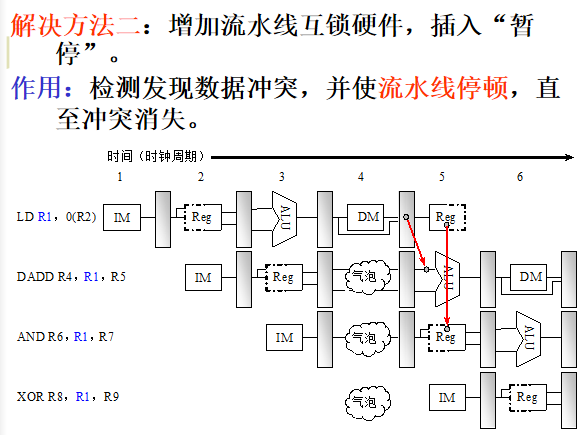 解决方法二：增加流水线互锁硬件，插入“暂
停”。
作用：检测发现数据冲突，并使流水线停顿，直
至冲突消失。
时间（时钟周期）
1 2 3 4 5 6
LD R1，0(R2) IM Reg ALU DM Reg
DADD R4，R1，R5 IM Reg 气泡 ALU DM
AND R6，R1，R7 IM 气泡 Reg ALU
XOR R8，R1，R9 气泡 IM Reg